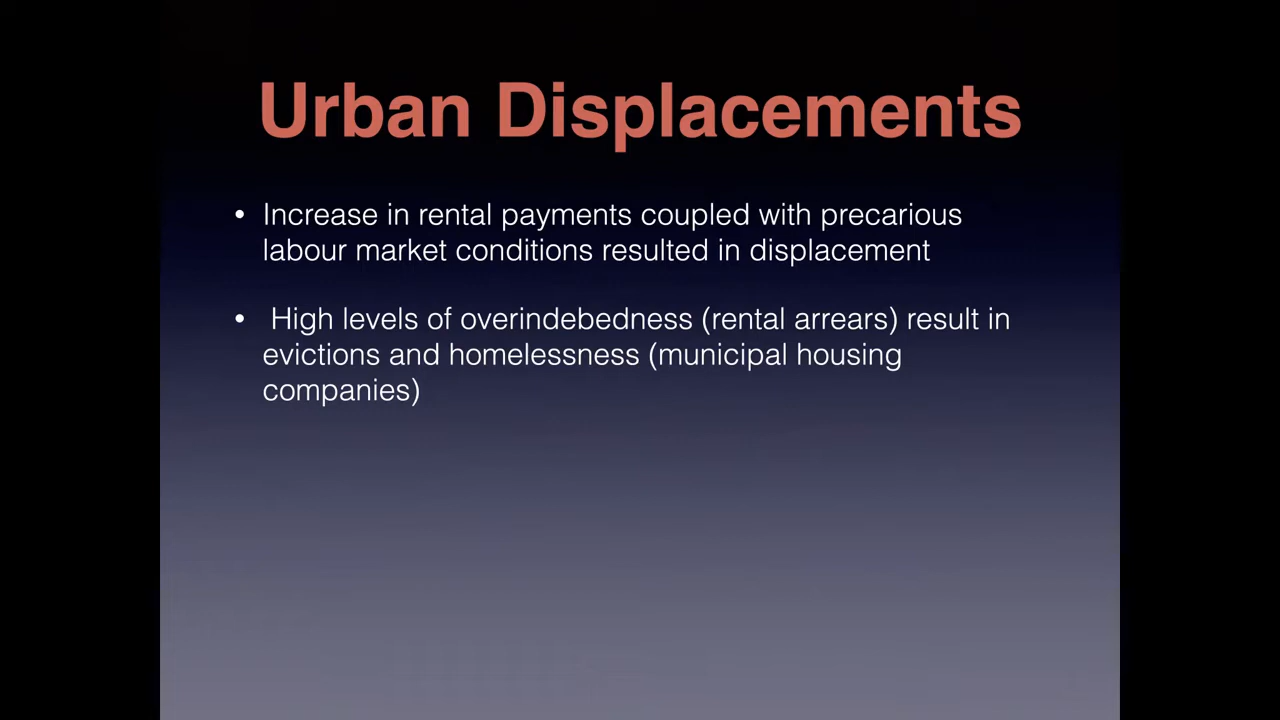 Urban Displacements
• Increase in rental payments coupled with precarious
labour market conditions resulted in displacement
• High levels of overindebedness (rental arrears) result in
evictions and homelessness (municipal housing
companies)